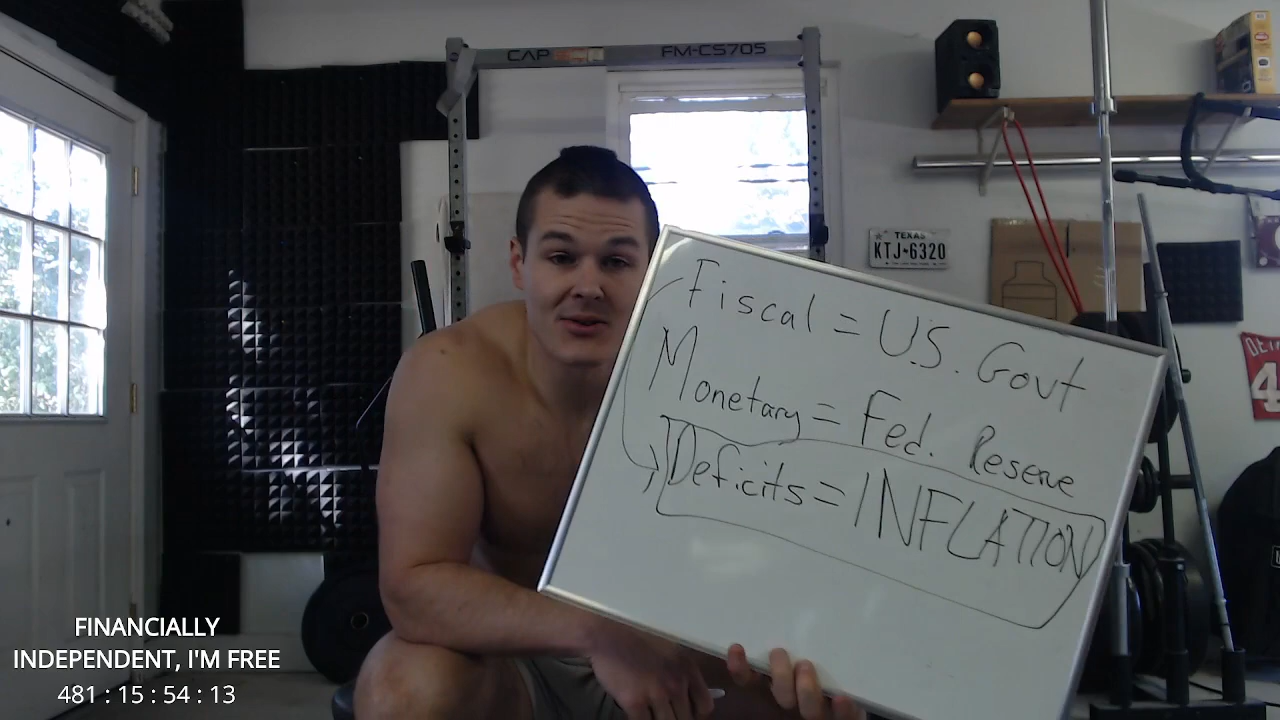 CAP FM-CS705
TEXAS
KTJ-6320
Fiscal = U.S. Govt
Monetary = Fed. Reserve
Deficits = INFLATION
4
FINANCIALLY
INDEPENDENT, I'M FREE
481 : 15 : 54 : 13